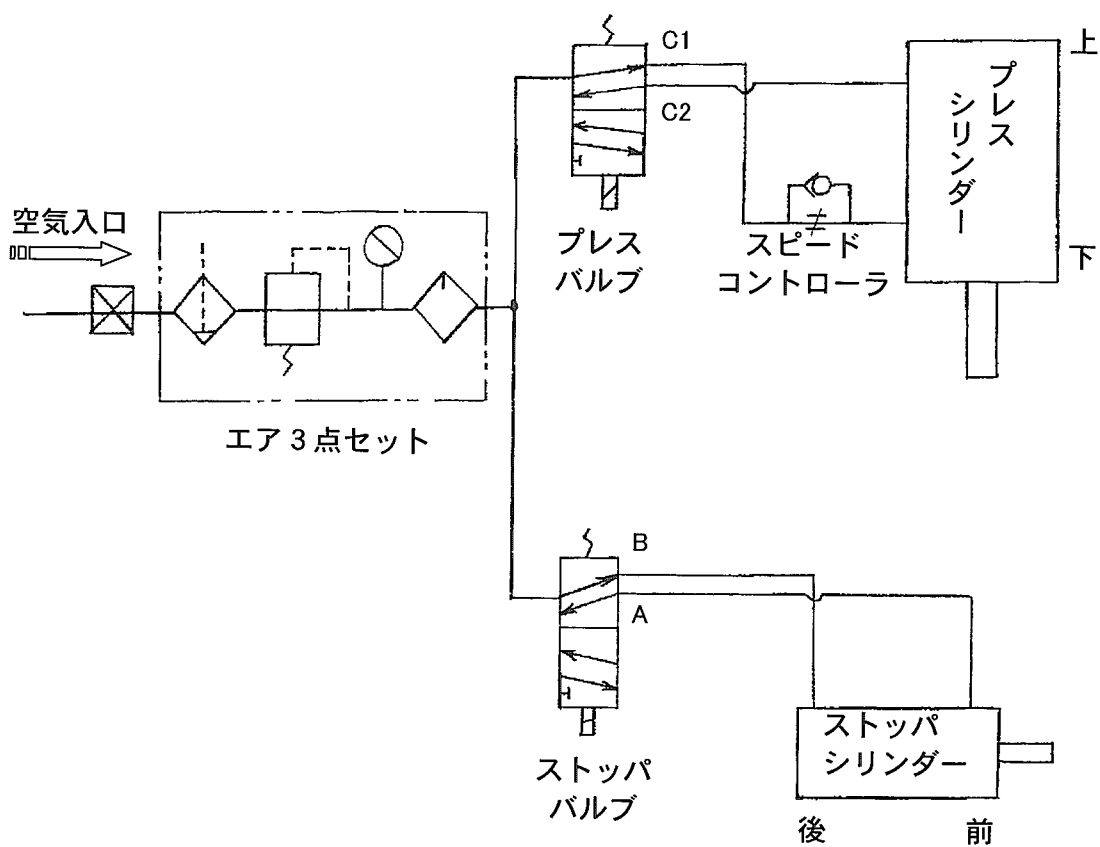 C1
上
プレス
シリンダー
C2
空気入口
プレス
バルブ
スピード
コントローラ
下
エア3点セット
B
A
ストッパ
シリンダー
ストッパ
バルブ
後
前